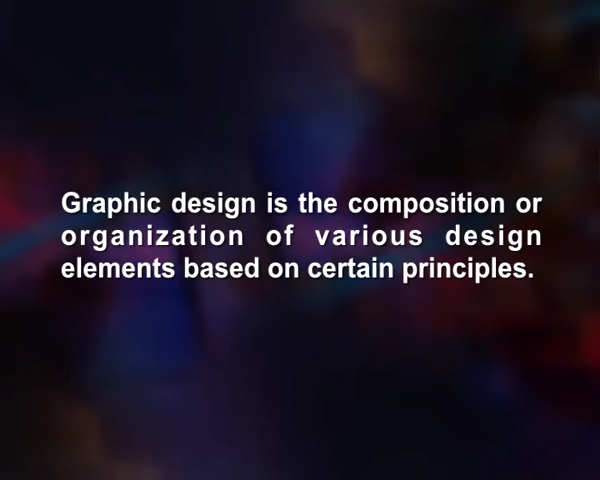 Graphic design is the composition or
organization of various design
elements based on certain principles.